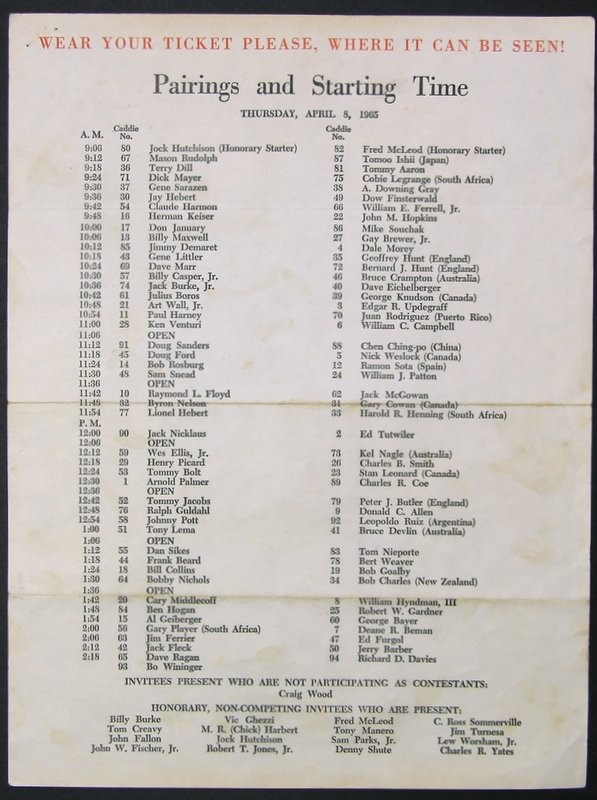 WEAR YOUR TICKET PLEASE, WHERE IT CAN BE SEEN!
Pairings and Starting Time
THURSDAY, APRIL 8, 1965
A. M. Caddie No. Caddie No.
9:06 80 Jock Hutchison (Honorary Starter) 82 Fred McLeod (Honorary Starter)
9:12 67 Mason Rudolph 87 Tomoo Ishii (Japan)
9:18 36 Terry Dill 81 Tommy Aaron
9:24 71 Dick Mayer 75 Cobie Legrange (South Africa)
9:30 37 Gene Sarazen 38 A. Downing Gray
9:36 30 Jay Hebert 49 Dow Finsterwald
9:42 54 Claude Harmon 66 William E. Ferrell, Jr.
9:48 16 Herman Keiser 22 John M. Hopkins
10:00 17 Don January 86 Mike Souchak
10:06 13 Billy Maxwell 27 Gay Brewer, Jr.
10:12 85 Jimmy Demaret 4 Dale Morey
10:18 43 Gene Littler 35 Geoffrey Hunt (England)
10:24 69 Dave Marr 72 Bernard J. Hunt (England)
10:30 57 Billy Casper, Jr. 46 Bruce Crampton (Australia)
10:36 74 Jack Burke, Jr. 40 Dave Eichelberger
10:42 61 Julius Boros 39 George Knudson (Canada)
10:48 21 Art Wall, Jr. 3 Edgar R. Updegraff
10:54 11 Paul Harney 70 Juan Rodriguez (Puerto Rico)
11:00 28 Ken Venturi 6 William C. Campbell
11:06 OPEN
11:12 91 Doug Sanders 88 Chen Ching-po (China)
11:18 45 Doug Ford 5 Nick Weslock (Canada)
11:24 14 Bob Rosburg 12 Ramon Sota (Spain)
11:30 48 Sam Snead 24 William J. Patton
11:36 OPEN
11:42 10 Raymond L. Floyd 62 Jack McGowan
11:48 32 Byron Nelson 31 Gary Cowan (Canada)
11:54 77 Lionel Hebert 33 Harold R. Henning (South Africa)
P. M.
12:00 90 Jack Nicklaus 2 Ed Tutwiler
12:06 OPEN
12:12 59 Wes Ellis, Jr. 73 Kel Nagle (Australia)
12:18 29 Henry Picard 26 Charles B. Smith
12:24 53 Tommy Bolt 23 Stan Leonard (Canada)
12:30 1 Arnold Palmer 89 Charles R. Coe
12:36 OPEN
12:42 52 Tommy Jacobs 79 Peter J. Butler (England)
12:48 76 Ralph Guldahl 9 Donald C. Allen
12:54 58 Johnny Pott 92 Leopoldo Ruiz (Argentina)
1:00 51 Tony Lema 41 Bruce Devlin (Australia)
1:06 OPEN
1:12 55 Dan Sikes 83 Tom Nieporte
1:18 44 Frank Beard 78 Bert Weaver
1:24 18 Bill Collins 19 Bob Goalby
1:30 64 Bobby Nichols 34 Bob Charles (New Zealand)
1:36 OPEN
1:42 20 Cary Middlecoff 8 William Hyndman, III
1:48 84 Ben Hogan 25 Robert W. Gardner
1:54 15 Al Geiberger 60 George Bayer
2:00 56 Gary Player (South Africa) 7 Deane R. Beman
2:06 63 Jim Ferrier 47 Ed Furgol
2:12 42 Jack Fleck 50 Jerry Barber
2:18 65 Dave Ragan 94 Richard D. Davies
93 Bo Wininger
INVITEES PRESENT WHO ARE NOT PARTICIPATING AS CONTESTANTS:
Craig Wood
HONORARY, NON-COMPETING INVITEES WHO ARE PRESENT:
Billy Burke Vic Ghezzi Fred McLeod C. Ross Sommerville
Tom Creavy M. R. (Chick) Harbert Tony Manero Jim Turnesa
John Fallon Jock Hutchison Sam Parks, Jr. Lew Worsham, Jr.
John W. Fischer, Jr. Robert T. Jones, Jr. Denny Shute Charles R. Yates